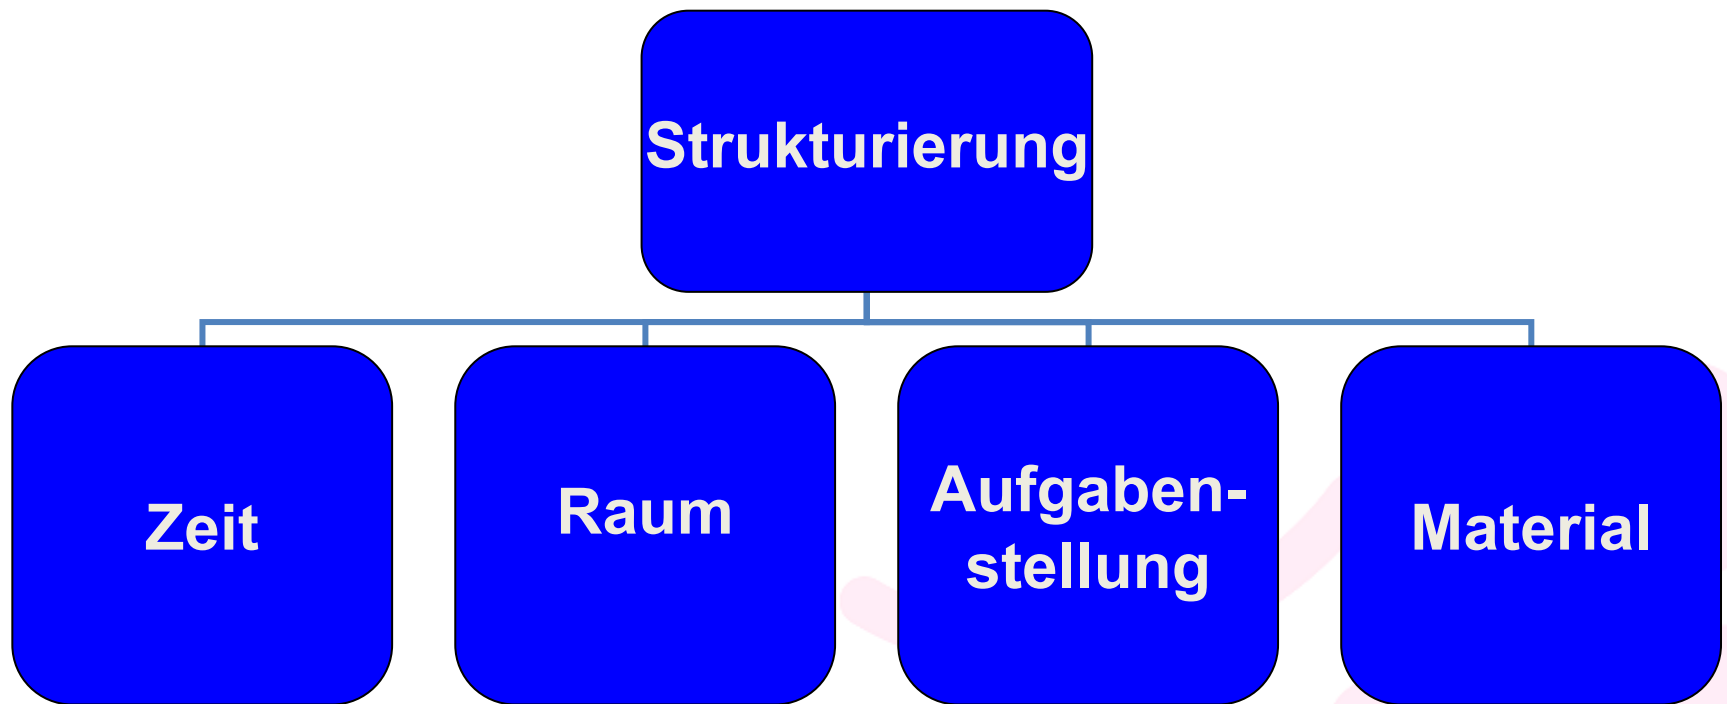 Strukturierung
Zeit
Raum
Aufgaben-
stellung
Material